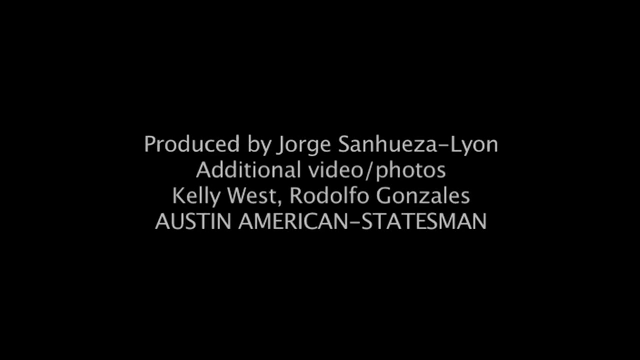 Produced by Jorge Sanhueza-Lyon
Additional video/photos
Kelly West, Rodolfo Gonzales
AUSTIN AMERICAN-STATESMAN